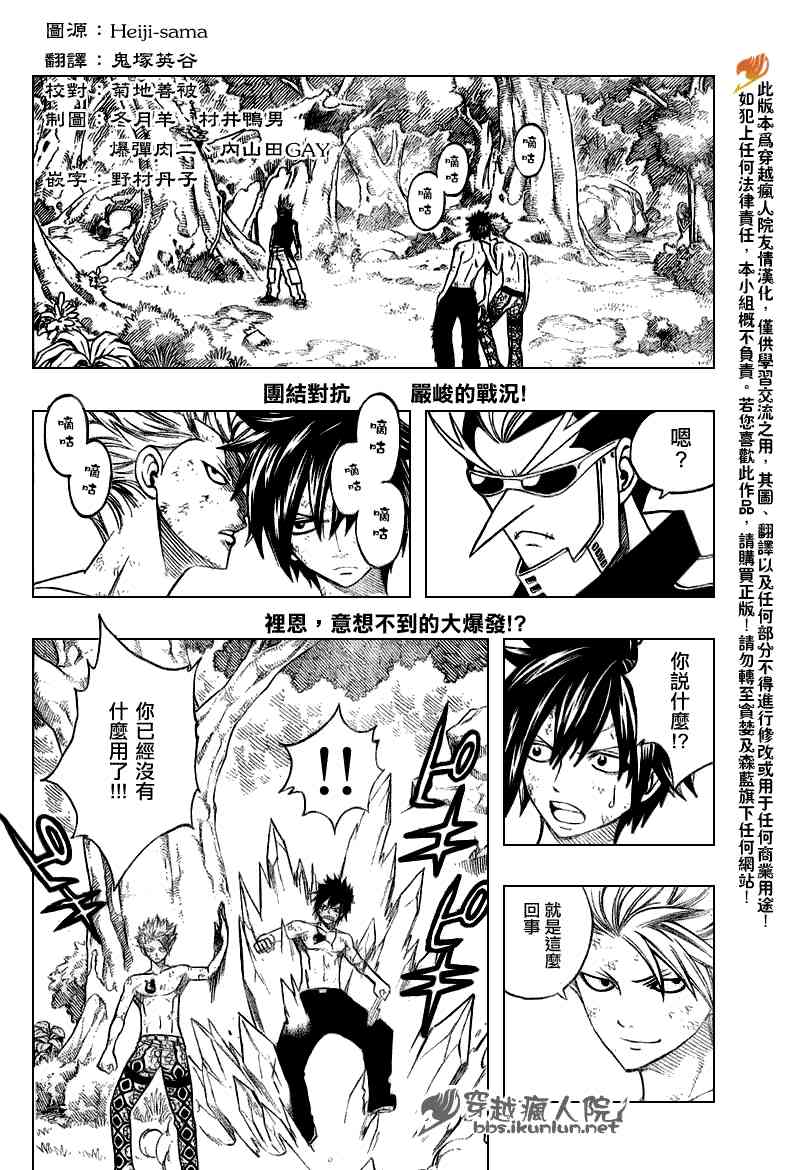 圖源：Heiji-sama
翻譯：鬼塚英谷
校對：菊地善被
制圖：冬月羊、村井鴨男
爆彈肉二、內山田GAY
嵌字：野村丹子
此版本爲穿越瘋人院友情漢化，僅供學習交流之用，其圖、翻譯以及任何部分不得進行修改或用于任何商業用途！
如犯上任何法律責任，本小組概不負責。若您喜歡此作品，請購買正版！請勿轉至貪婪及森藍旗下任何網站！
嘀咕
嘀咕
嘀咕
團結對抗 嚴峻的戰況!
嗯？
嘀咕
嘀咕
嘀咕
嘀咕
嘀咕
嘀咕
裡恩，意想不到的大爆發!?
你説什麼!?
就是這麼
回事
!!
你已經沒有
什麼用了!!!
穿越瘋人院
bbs.ikunlun.net